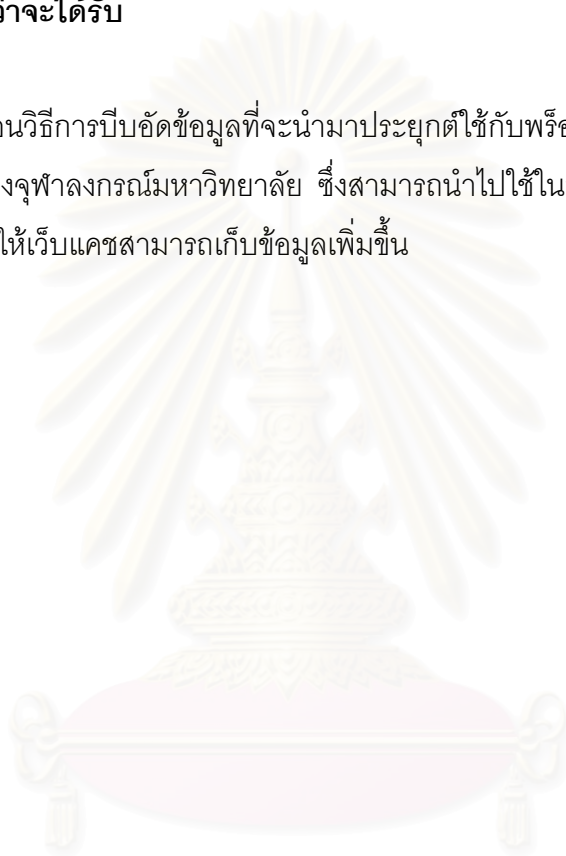 ว่าจะได้รับ
อนวิธีการบีบอัดข้อมูลที่จะนำมาประยุกต์ใช้กับพร็อ
งจุฬาลงกรณ์มหาวิทยาลัย ซึ่งสามารถนำไปใช้ใน
ให้เว็บแคชสามารถเก็บข้อมูลเพิ่มขึ้น